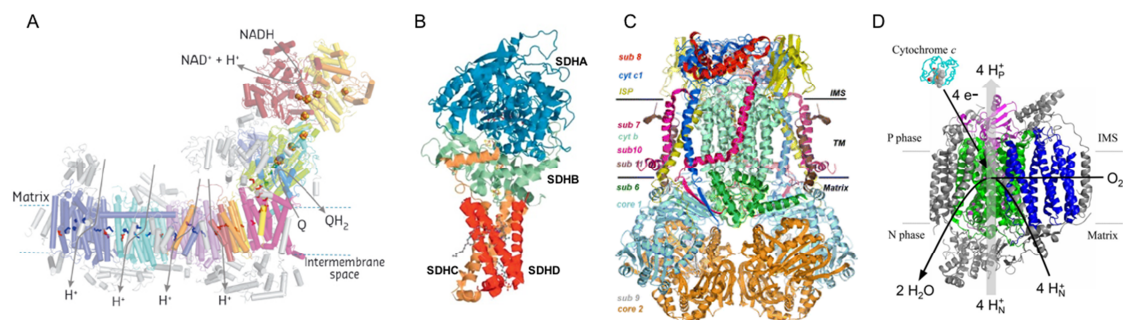 A
NADH
NAD⁺ + H⁺
Matrix
Q
QH₂
Intermembrane
space
H⁺
H⁺
H⁺
H⁺
B
SDHA
SDHB
SDHC
SDHD
C
sub 8
cyt c1
ISP
IMS
sub 7
cyt b
sub10
sub 11
TM
sub 6
Matrix
core 1
sub 9
core 2
D
Cytochrome c
4 H⁺P
4 e-
P phase
IMS
O₂
N phase
Matrix
2 H₂O
4 H⁺N
4 H⁺N